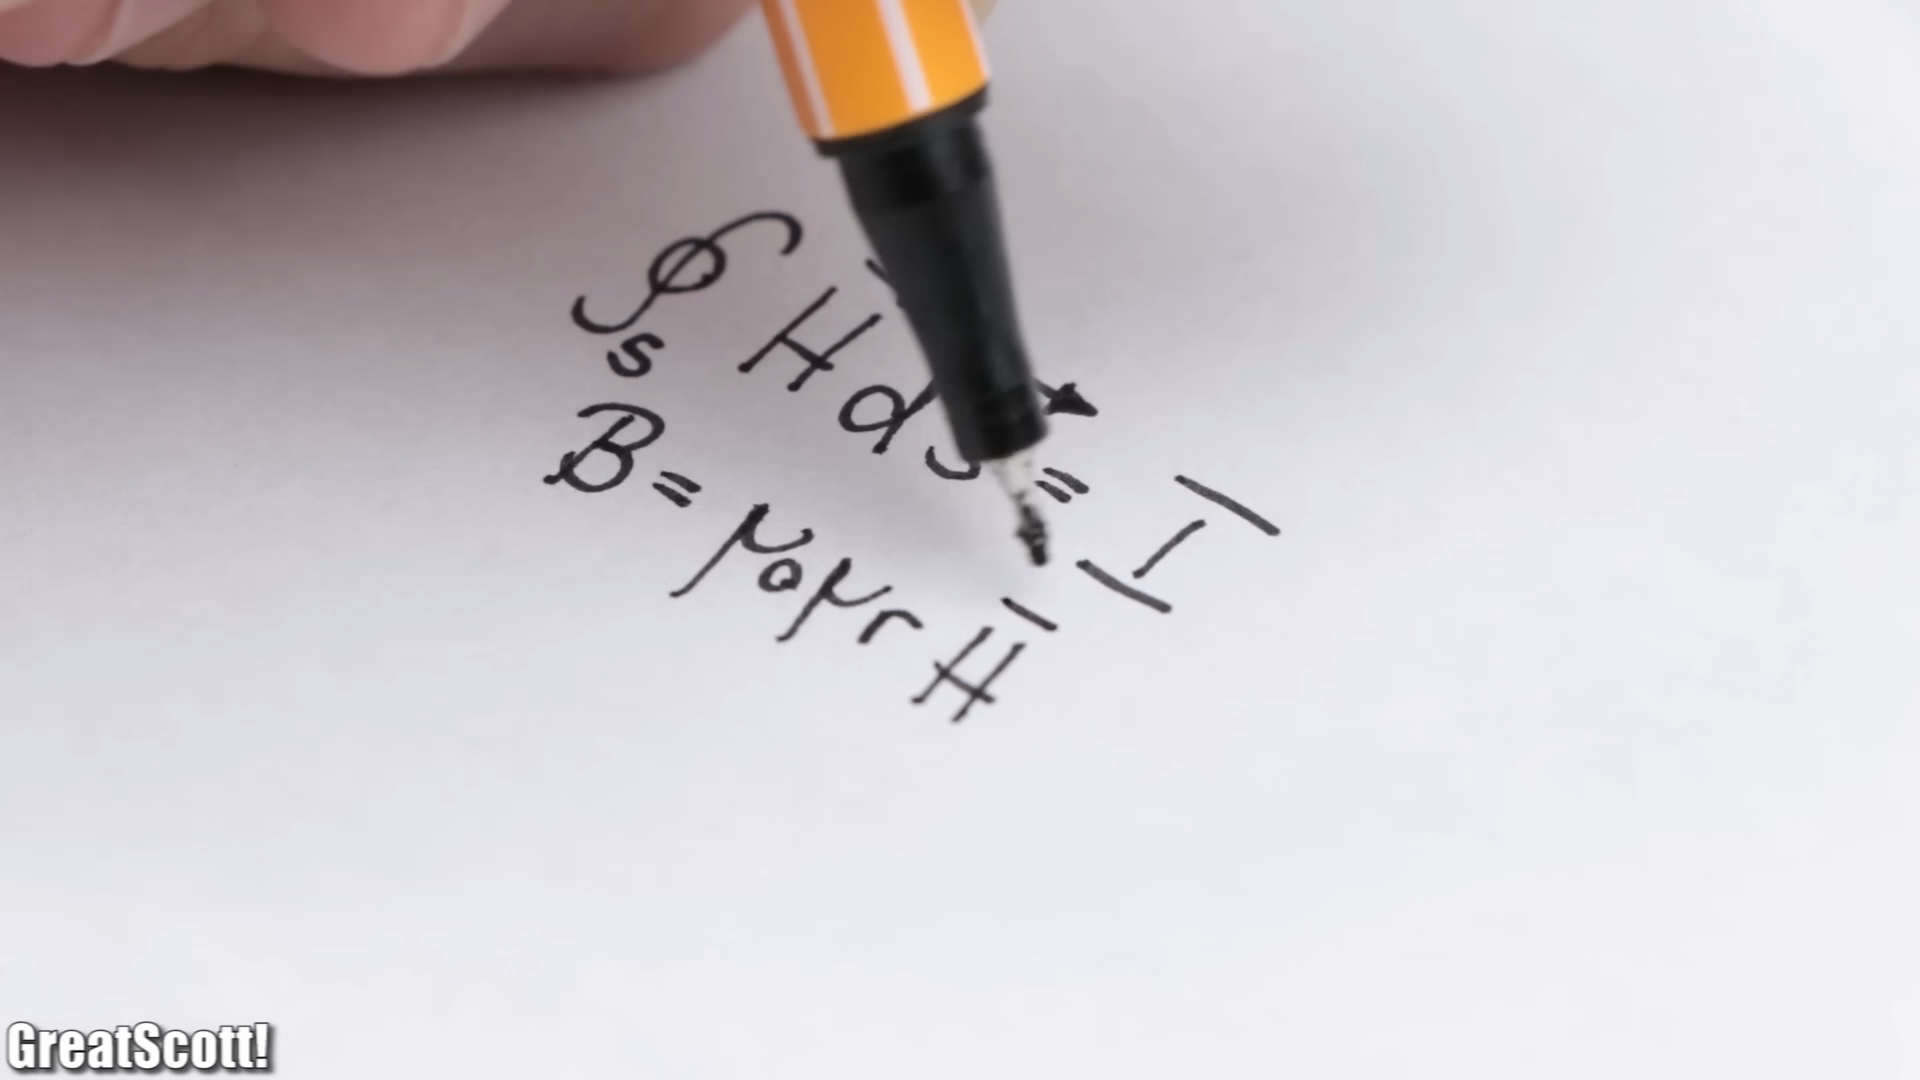 ∮s H ds = I
B = μ₀μr H
GreatScott!